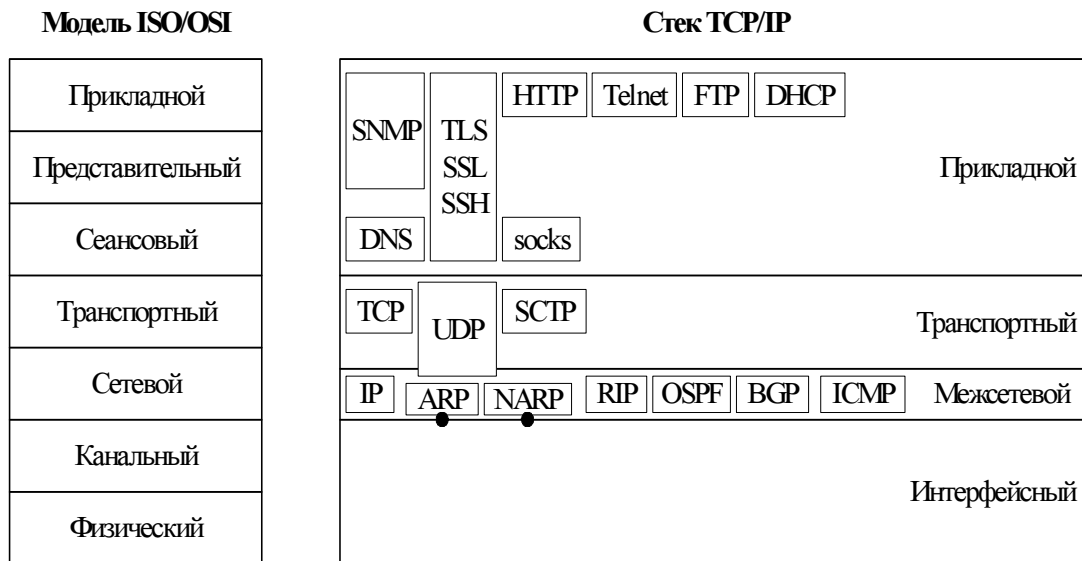 Модель ISO/OSI
Стек TCP/IP
Прикладной
Представительный
Сеансовый
Транспортный
Сетевой
Канальный
Физический
HTTP Telnet FTP DHCP
SNMP
TLS
SSL
SSH
Прикладной
DNS
socks
TCP
UDP
SCTP
Транспортный
IP ARP NARP RIP OSPF BGP ICMP Межсетевой
Интерфейсный